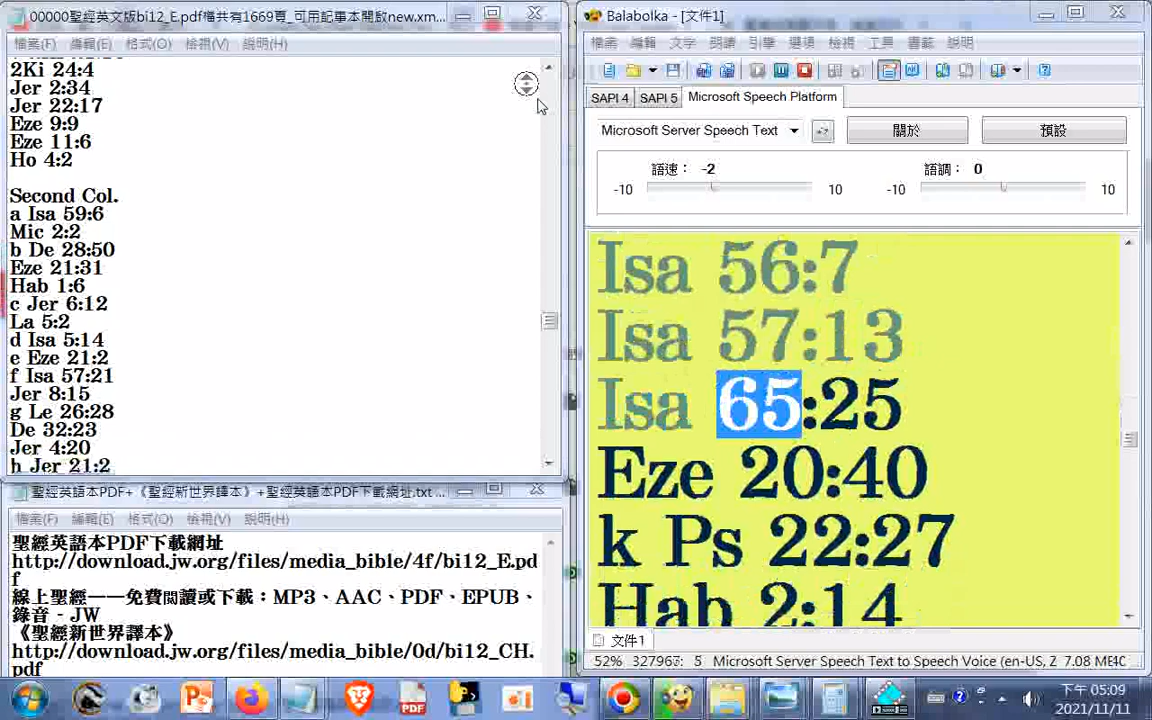 00000聖經英文版bi12_E.pdf檔共有1669頁_可用記事本開啟new.xm...
檔案(F) 編輯(E) 格式(O) 檢視(V) 說明(H)
2Ki 24:4
Jer 2:34
Jer 22:17
Eze 9:9
Eze 11:6
Ho 4:2
Second Col.
a Isa 59:6
Mic 2:2
b De 28:50
Eze 21:31
Hab 1:6
c Jer 6:12
La 5:2
d Isa 5:14
e Eze 21:2
f Isa 57:21
Jer 8:15
g Le 26:28
De 32:23
Jer 4:20
h Jer 21:2
聖經英語本PDF+《聖經新世界譯本》+聖經英語本PDF下載網址.txt ...
檔案(F) 編輯(E) 格式(O) 檢視(V) 說明(H)
聖經英語本PDF下載網址
http://download.jw.org/files/media_bible/4f/bi12_E.pd
f
線上聖經——免費閱讀或下載：MP3、AAC、PDF、EPUB、
錄音 - JW
《聖經新世界譯本》
http://download.jw.org/files/media_bible/0d/bi12_CH.
pdf
Balabolka - [文件1]
檔案 編輯 文字 朗讀 引擎 選項 檢視 工具 書籤 說明
SAPI 4 SAPI 5 Microsoft Speech Platform
Microsoft Server Speech Text 關於 預設
語速： -2 語調： 0
-10 10 -10 10
Isa 56:7
Isa 57:13
Isa 65:25
Eze 20:40
k Ps 22:27
Hab 2:14
文件1
52% 327967: 5 Microsoft Server Speech Text to Speech Voice (en-US, Z 7.08 ME
下午 05:09
2021/11/11